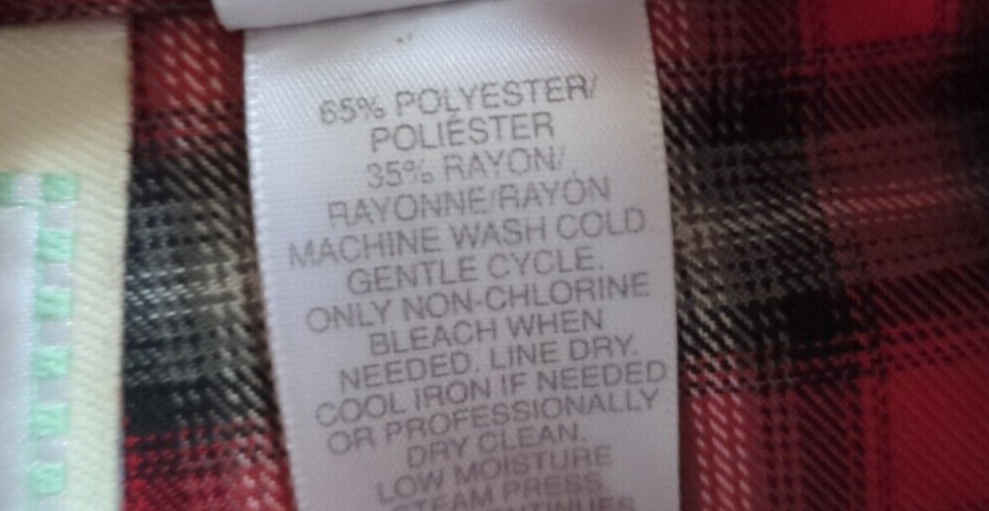 65% POLYESTER/
POLIÉSTER
35% RAYON/
RAYONNE/RAYÓN
MACHINE WASH COLD.
GENTLE CYCLE.
ONLY NON-CHLORINE
BLEACH WHEN
NEEDED. LINE DRY.
COOL IRON IF NEEDED
OR PROFESSIONALLY
DRY CLEAN.
LOW MOISTURE
STEAM PRESS